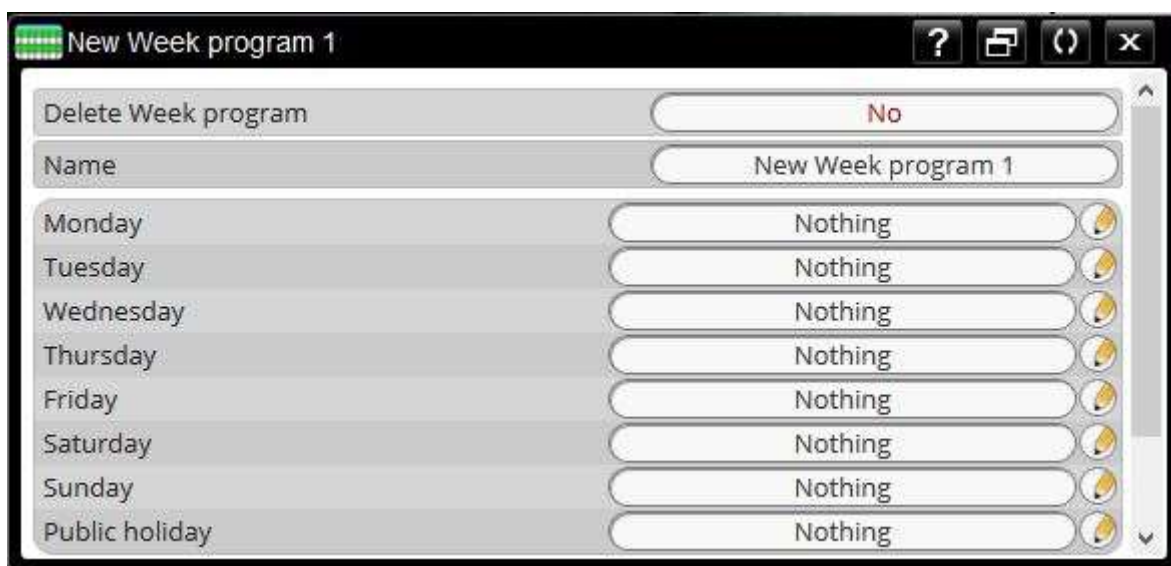 New Week program 1 ?
Delete Week program No
Name New Week program 1
Monday Nothing
Tuesday Nothing
Wednesday Nothing
Thursday Nothing
Friday Nothing
Saturday Nothing
Sunday Nothing
Public holiday Nothing